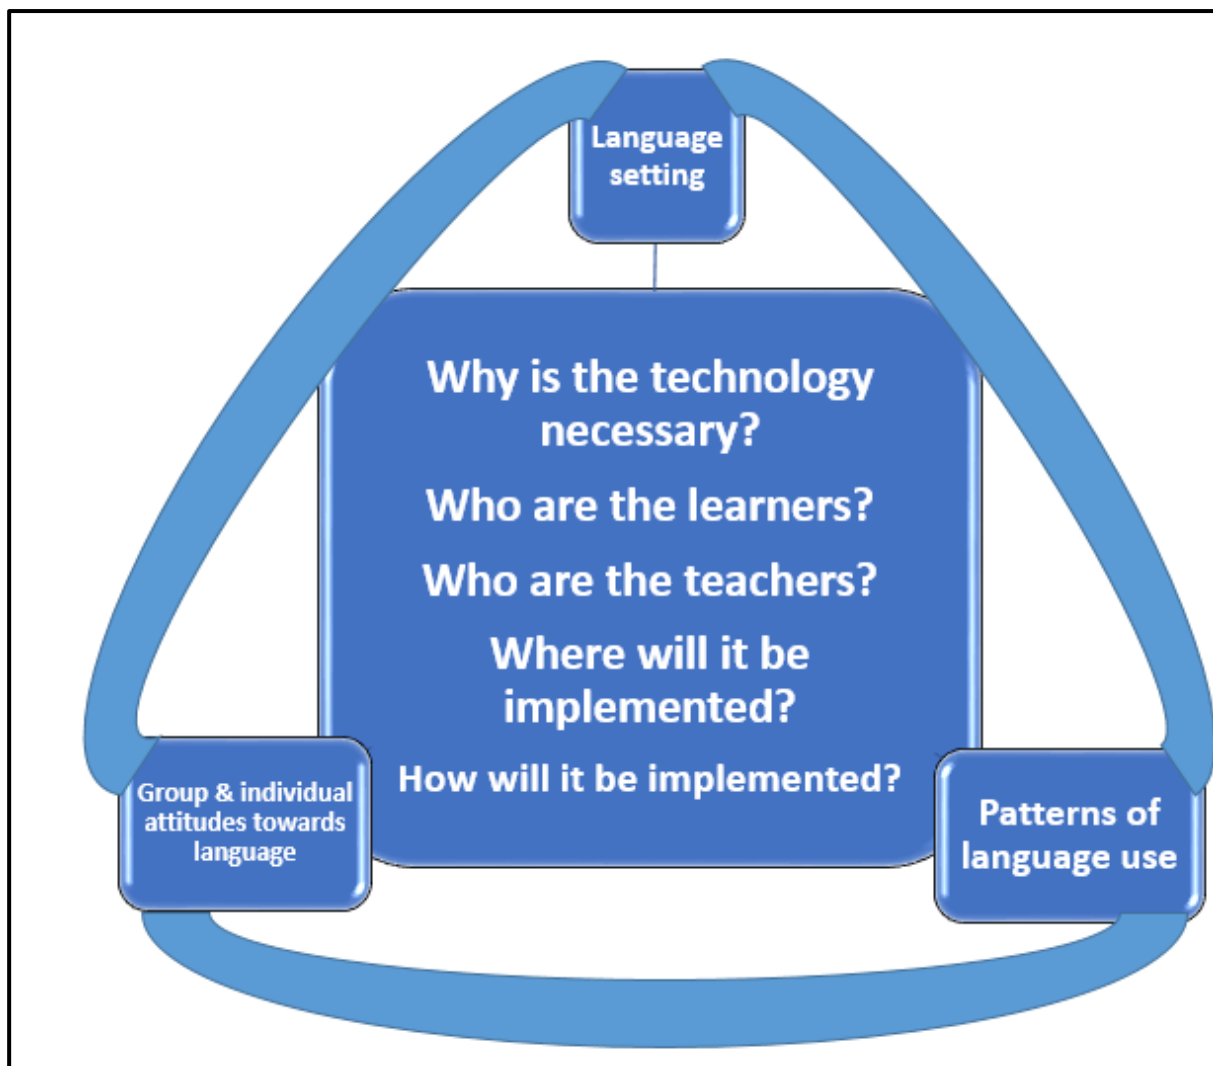 Language
setting
Why is the technology
necessary?
Who are the learners?
Who are the teachers?
Where will it be
implemented?
How will it be implemented?
Group & individual
attitudes towards
language
Patterns of
language use